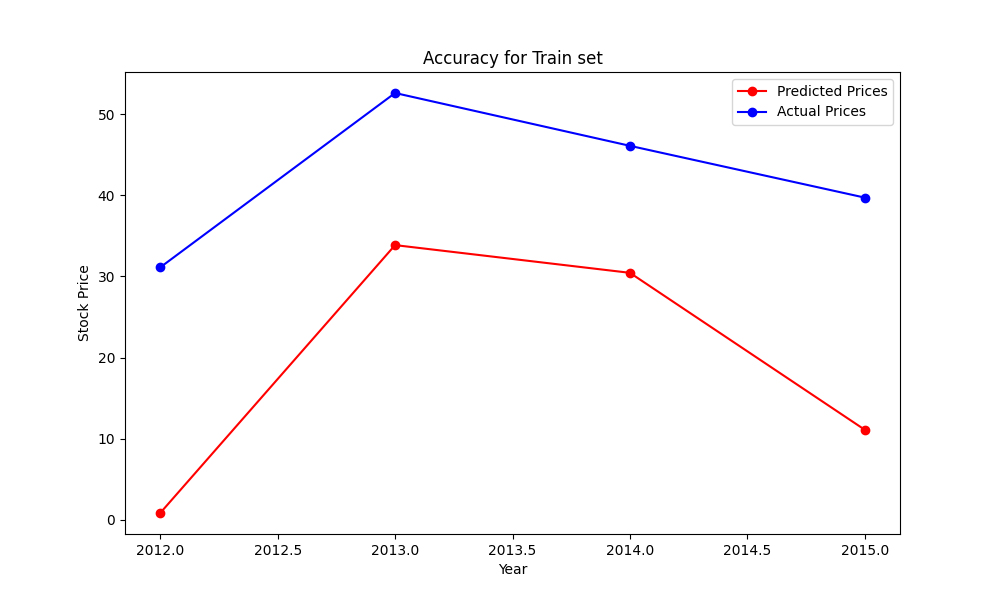 Accuracy for Train set
Predicted Prices
Actual Prices
Stock Price
50
40
30
20
10
0
2012.0 2012.5 2013.0 2013.5 2014.0 2014.5 2015.0
Year